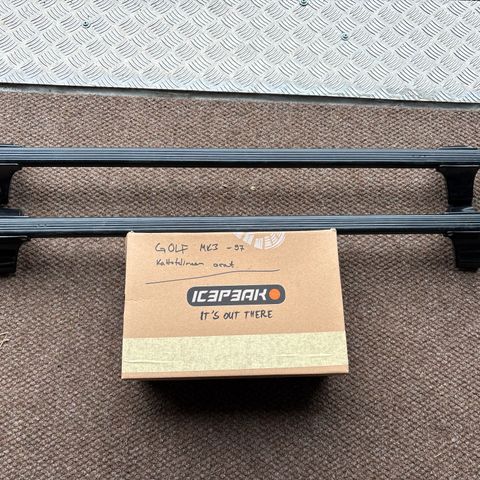 GOLF MK3 -97
Kattotelineen osat
ICEPEAK
IT'S OUT THERE